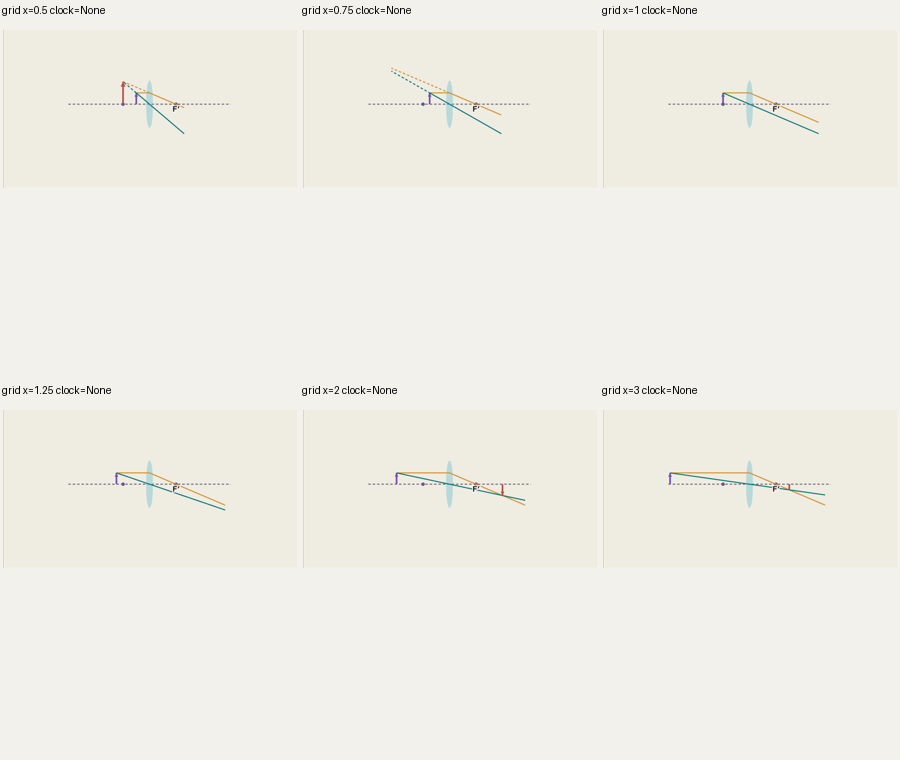 grid x=0.5 clock=None
grid x=0.75 clock=None
grid x=1 clock=None
F'
F'
F'
grid x=1.25 clock=None
grid x=2 clock=None
grid x=3 clock=None
F'
F'
F'